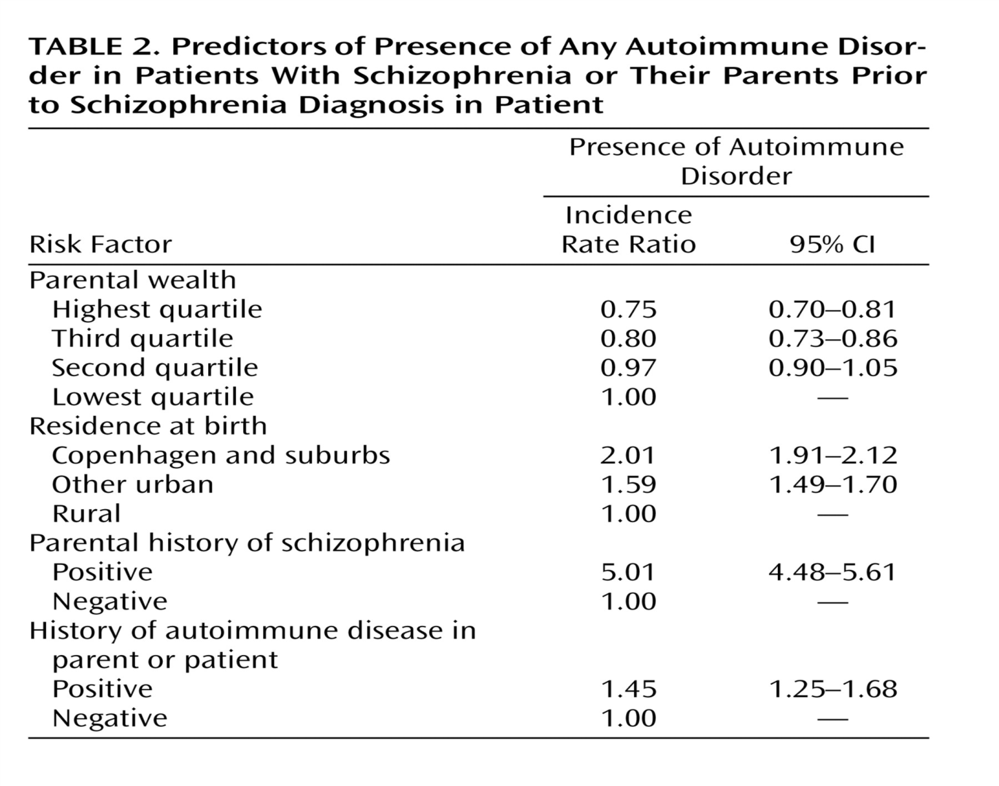 TABLE 2. Predictors of Presence of Any Autoimmune Disor-
der in Patients With Schizophrenia or Their Parents Prior
to Schizophrenia Diagnosis in Patient
Presence of Autoimmune
Disorder
Incidence
Risk Factor Rate Ratio 95% CI
Parental wealth
Highest quartile 0.75 0.70–0.81
Third quartile 0.80 0.73–0.86
Second quartile 0.97 0.90–1.05
Lowest quartile 1.00 —
Residence at birth
Copenhagen and suburbs 2.01 1.91–2.12
Other urban 1.59 1.49–1.70
Rural 1.00 —
Parental history of schizophrenia
Positive 5.01 4.48–5.61
Negative 1.00 —
History of autoimmune disease in
parent or patient
Positive 1.45 1.25–1.68
Negative 1.00 —